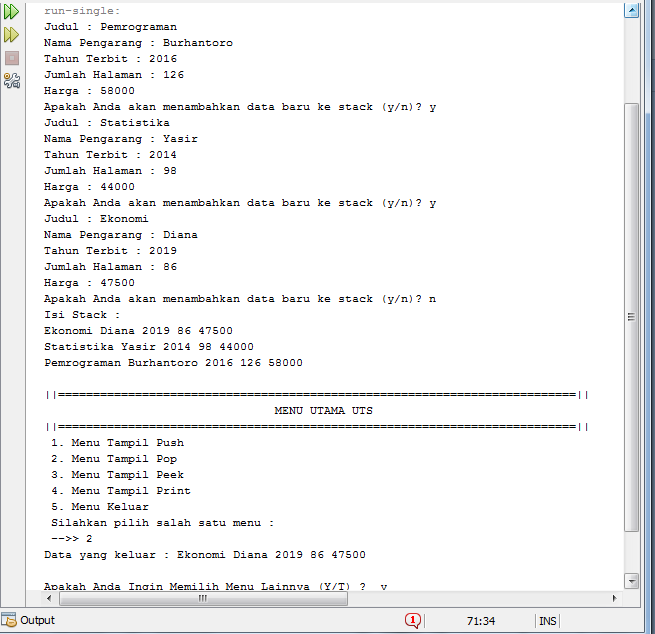 run-single:
Judul : Pemrograman
Nama Pengarang : Burhantoro
Tahun Terbit : 2016
Jumlah Halaman : 126
Harga : 58000
Apakah Anda akan menambahkan data baru ke stack (y/n)? y
Judul : Statistika
Nama Pengarang : Yasir
Tahun Terbit : 2014
Jumlah Halaman : 98
Harga : 44000
Apakah Anda akan menambahkan data baru ke stack (y/n)? y
Judul : Ekonomi
Nama Pengarang : Diana
Tahun Terbit : 2019
Jumlah Halaman : 86
Harga : 47500
Apakah Anda akan menambahkan data baru ke stack (y/n)? n
Isi Stack :
Ekonomi Diana 2019 86 47500
Statistika Yasir 2014 98 44000
Pemrograman Burhantoro 2016 126 58000
||==========================================================================||
MENU UTAMA UTS
||==========================================================================||
1. Menu Tampil Push
2. Menu Tampil Pop
3. Menu Tampil Peek
4. Menu Tampil Print
5. Menu Keluar
Silahkan pilih salah satu menu :
-->> 2
Data yang keluar : Ekonomi Diana 2019 86 47500
Apakah Anda Ingin Memilih Menu Lainnya (Y/T) ? y
Output 1 71:34 INS